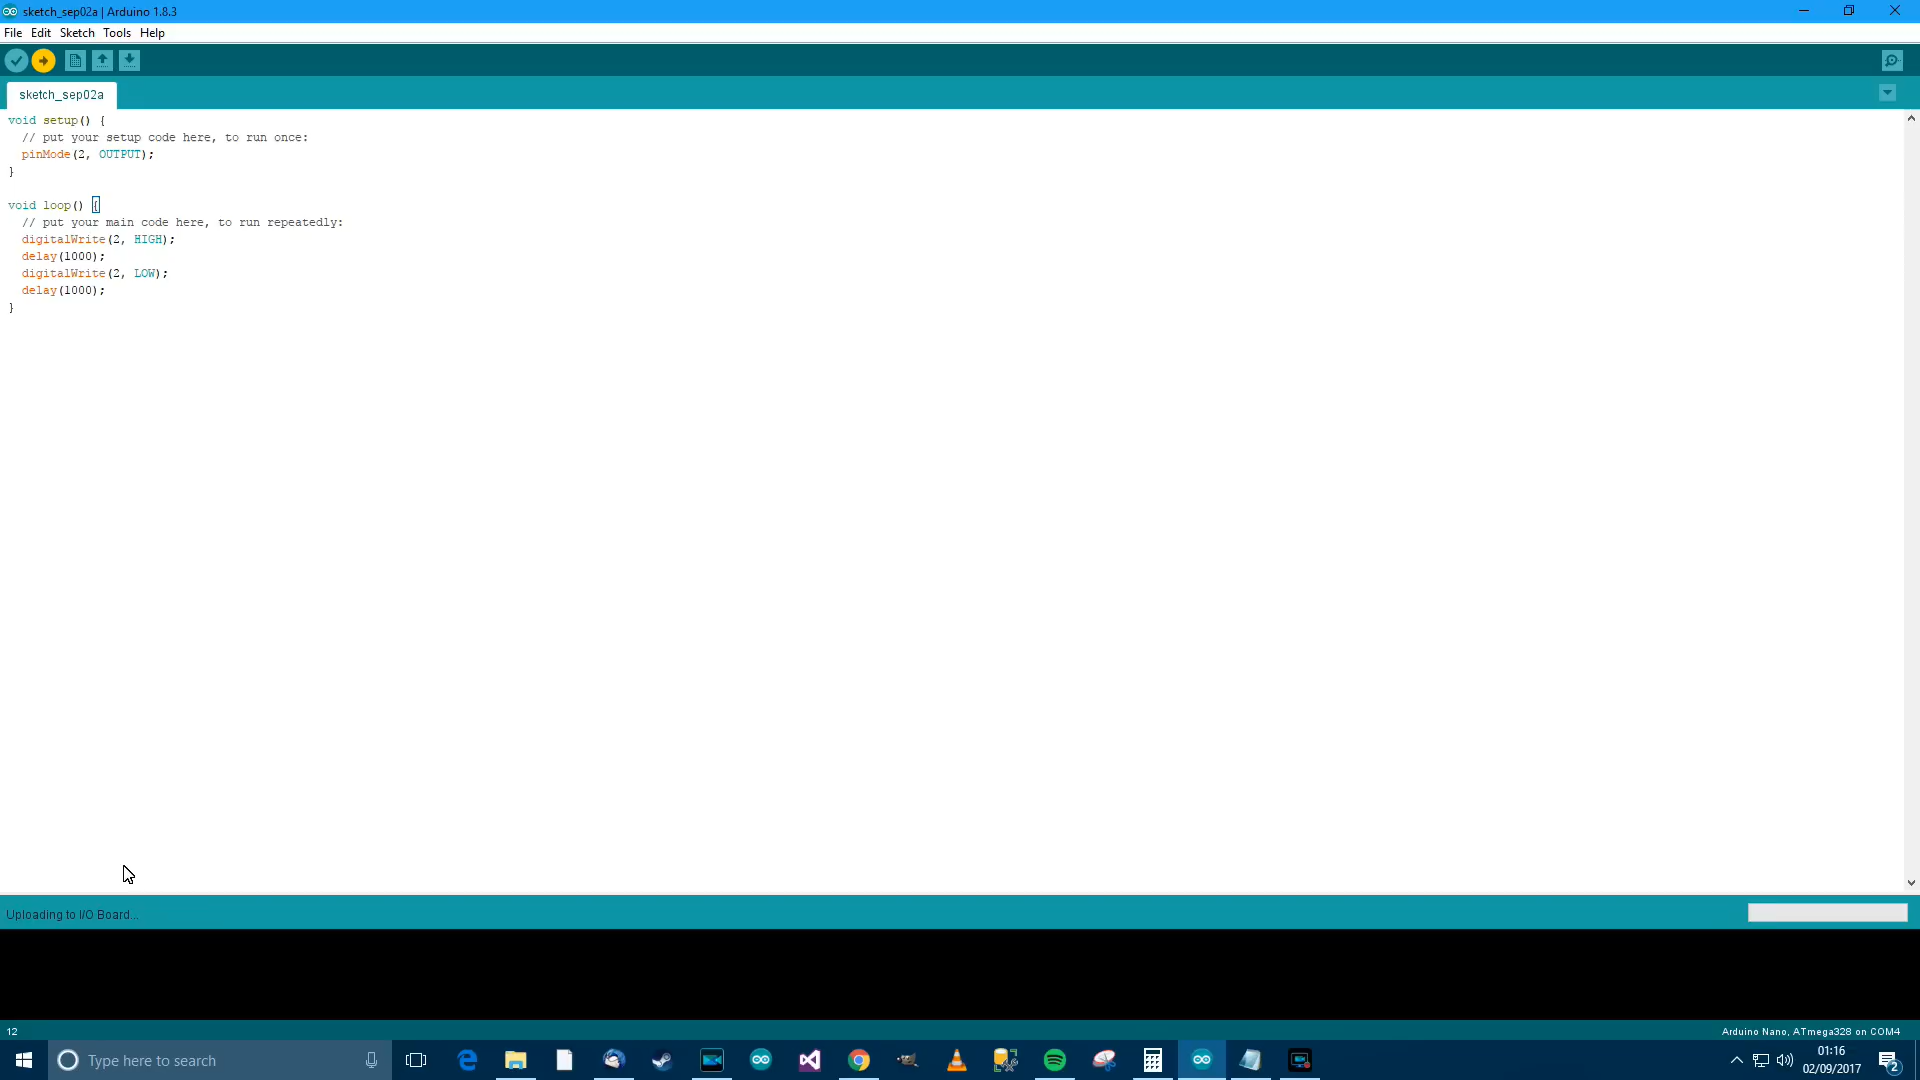 sketch_sep02a | Arduino 1.8.3
File Edit Sketch Tools Help
sketch_sep02a
void setup() {
  // put your setup code here, to run once:
  pinMode(2, OUTPUT);
}
void loop() {
  // put your main code here, to run repeatedly:
  digitalWrite(2, HIGH);
  delay(1000);
  digitalWrite(2, LOW);
  delay(1000);
}
Uploading to I/O Board...
12
Arduino Nano, ATmega328 on COM4
Type here to search
01:16
02/09/2017
2